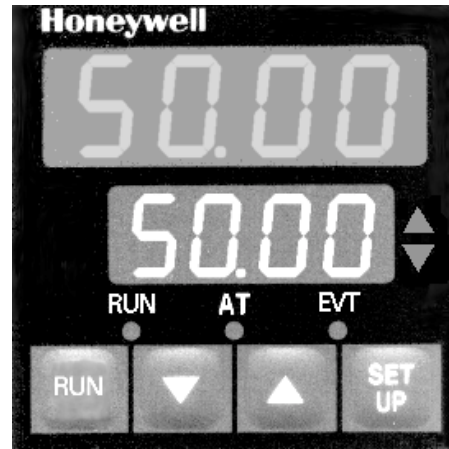 Honeywell
50.00
50.00
RUN AT EVT
RUN SET UP